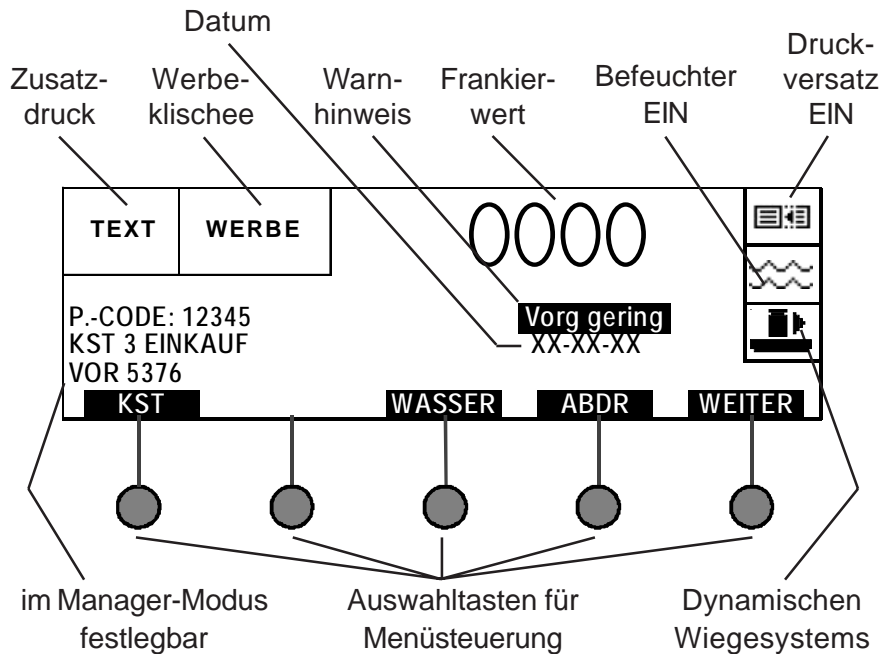 Datum
Zusatz-
druck
Werbe-
klischee
Warn-
hinweis
Frankier-
wert
Befeuchter
EIN
Druck-
versatz
EIN
TEXT
WERBE
0000
P.-CODE: 12345
KST 3 EINKAUF
VOR 5376
Vorg gering
XX-XX-XX
KST
WASSER
ABDR
WEITER
im Manager-Modus
festlegbar
Auswahltasten für
Menüsteuerung
Dynamischen
Wiegesystems